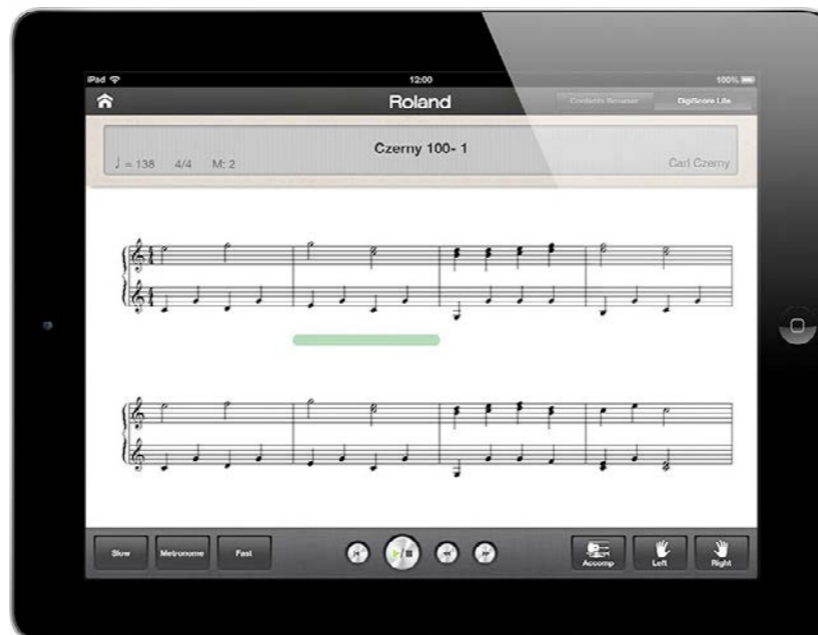 iPad 12:00 100%
Roland Contents Browser DigiScore Lite
Czerny 100- 1
♩ = 138 4/4 M: 2 Carl Czerny
Slow Metronome Fast Accomp Left Right